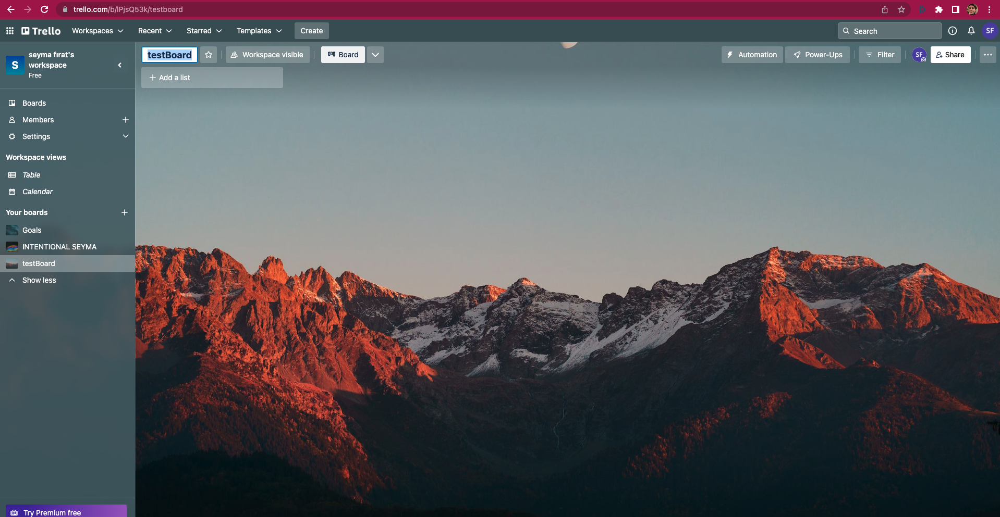 trello.com/b/lPjsQ53k/testboard
Trello Workspaces Recent Starred Templates Create Search SF
S seyma fırat's
workspace
Free
testBoard Workspace visible Board Automation Power-Ups Filter SF Share
+ Add a list
Boards
Members
Settings
Workspace views
Table
Calendar
Your boards
Goals
INTENTIONAL SEYMA
testBoard
Show less
Try Premium free